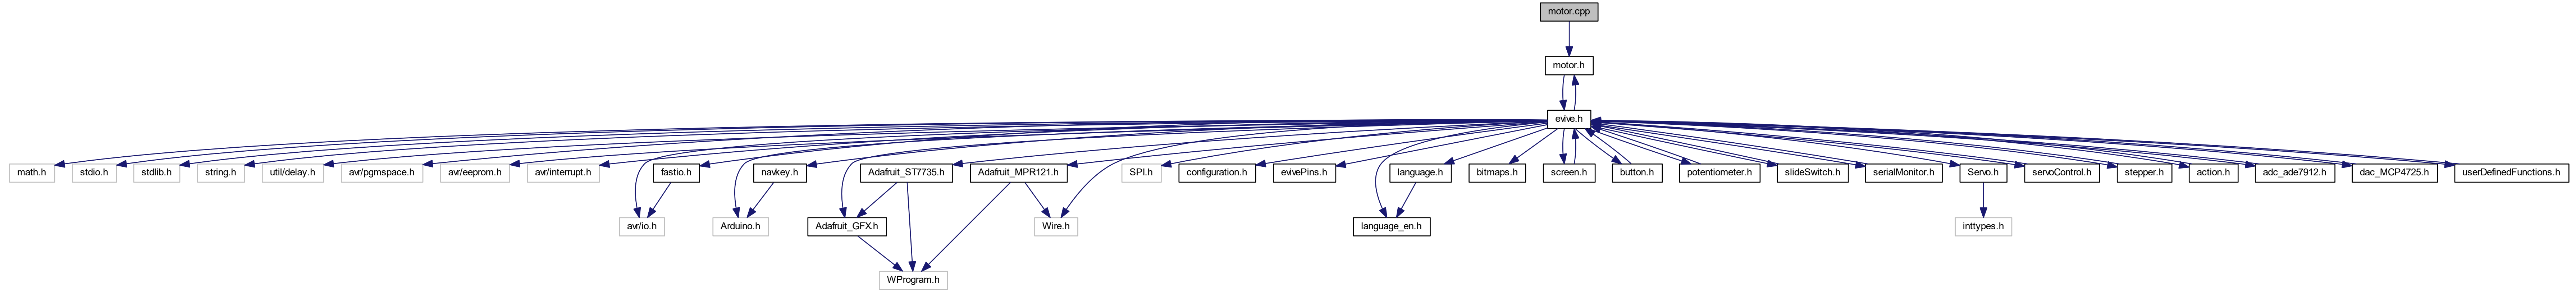 motor.cpp
motor.h
evive.h
math.h
stdio.h
stdlib.h
string.h
util/delay.h
avr/pgmspace.h
avr/eeprom.h
avr/interrupt.h
fastio.h
navkey.h
Adafruit_ST7735.h
Adafruit_MPR121.h
SPI.h
configuration.h
evivePins.h
language.h
bitmaps.h
screen.h
button.h
potentiometer.h
slideSwitch.h
serialMonitor.h
Servo.h
servoControl.h
stepper.h
action.h
adc_ade7912.h
dac_MCP4725.h
userDefinedFunctions.h
avr/io.h
Arduino.h
Adafruit_GFX.h
Wire.h
language_en.h
inttypes.h
WProgram.h